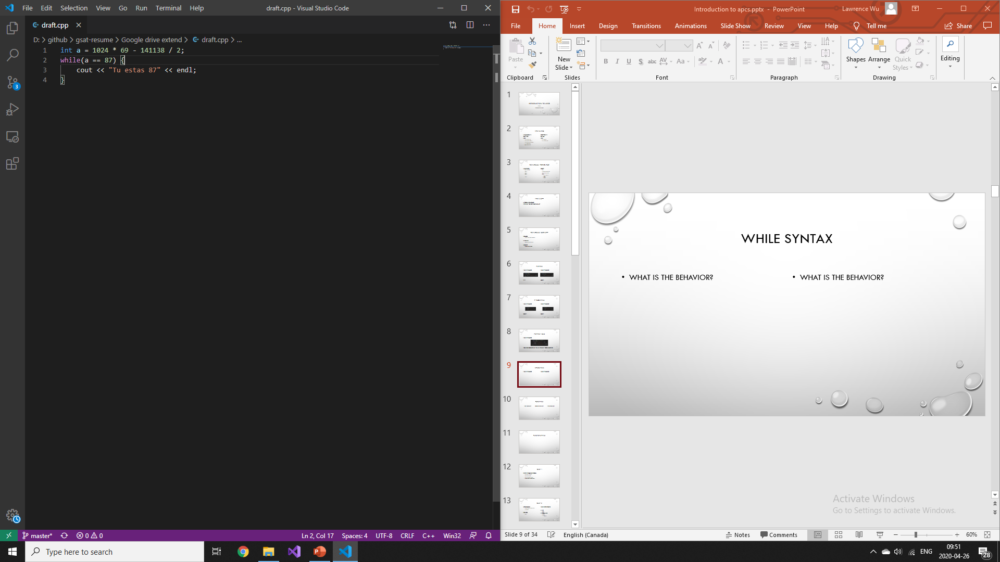 File Edit Selection View Go Run Terminal Help
draft.cpp - Visual Studio Code
draft.cpp
D: > github > gsat-resume > Google drive extend > draft.cpp > ...
1 int a = 1024 * 69 - 141138 / 2;
2 while(a == 87) {
3 cout << "Tu estas 87" << endl;
4 }
3
master* 0 0
Ln 2, Col 17 Spaces: 4 UTF-8 CRLF C++ Win32
Introduction to apcs.pptx - PowerPoint
Lawrence Wu
File Home Insert Design Transitions Animations Slide Show Review View Help Tell me Share
Paste
New Slide
Shapes Arrange Quick Styles
Editing
Clipboard Slides Font Paragraph Drawing
1
INTRODUCTION TO APCS
2
3
4
5
6
7
8
9
10
11
12
13
WHILE SYNTAX
• WHAT IS THE BEHAVIOR?
• WHAT IS THE BEHAVIOR?
Activate Windows
Go to Settings to activate Windows.
Slide 9 of 34 English (Canada) Notes Comments 60%
Type here to search
ENG
09:51
2020-04-26
28